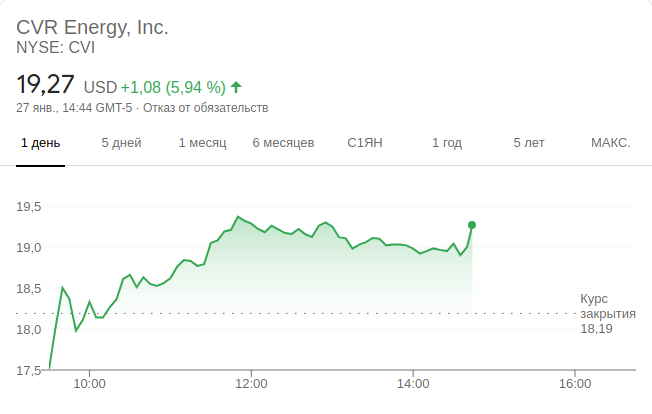 CVR Energy, Inc.
NYSE: CVI
19,27 USD +1,08 (5,94 %)
27 янв., 14:44 GMT-5 · Отказ от обязательств
1 день 5 дней 1 месяц 6 месяцев С1ЯН 1 год 5 лет МАКС.
19,5
19,0
18,5
Курс
закрытия
18,19
18,0
17,5
10:00 12:00 14:00 16:00